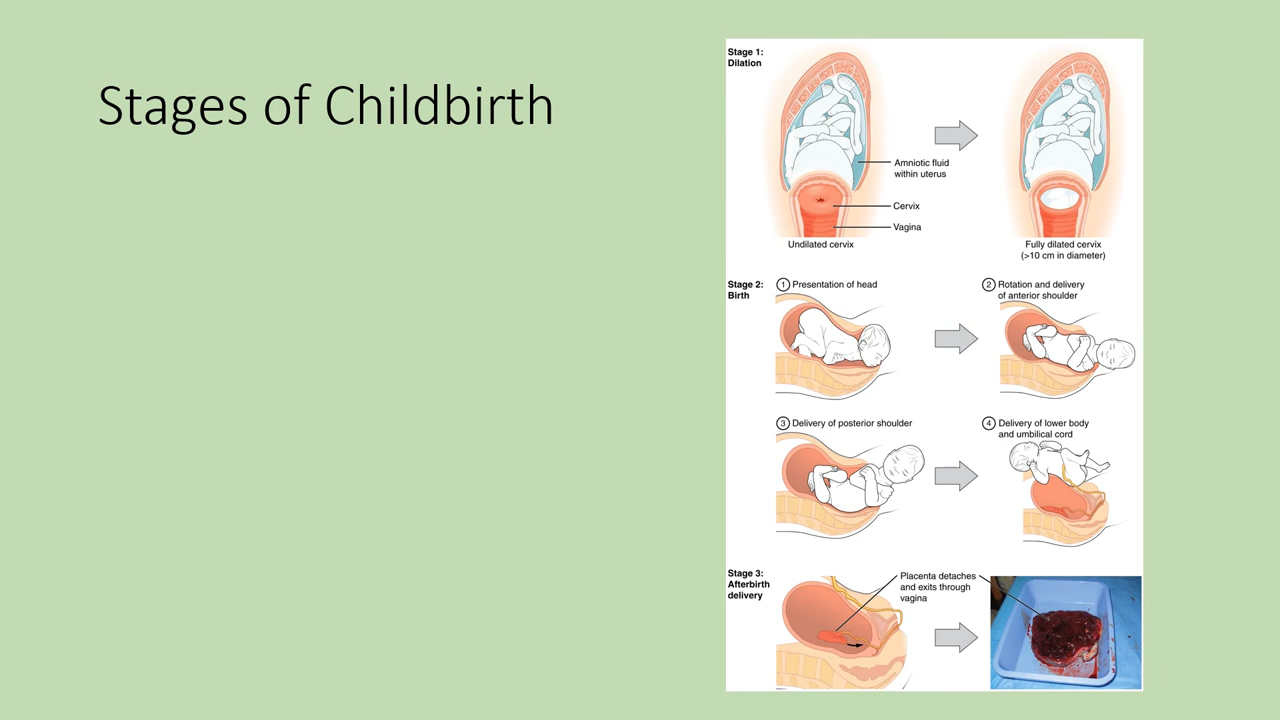 Stages of Childbirth
Stage 1:
Dilation
Amniotic fluid
within uterus
Cervix
Vagina
Undilated cervix
Fully dilated cervix
(>10 cm in diameter)
Stage 2:
Birth
1 Presentation of head
2 Rotation and delivery
of anterior shoulder
3 Delivery of posterior shoulder
4 Delivery of lower body
and umbilical cord
Stage 3:
Afterbirth
delivery
Placenta detaches
and exits through
vagina